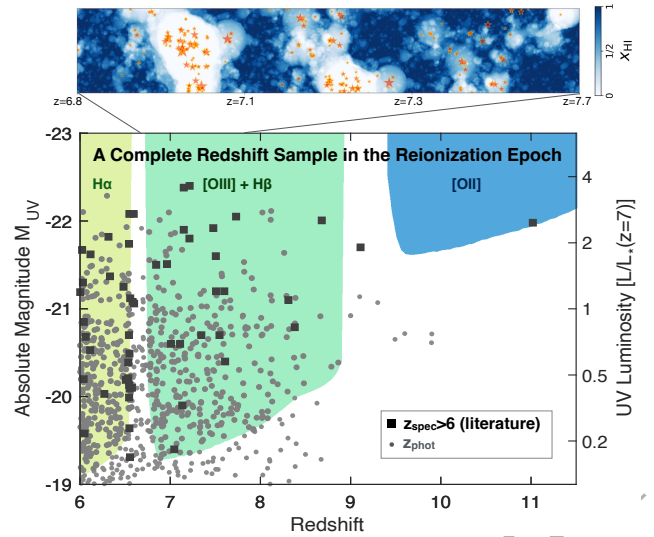 1
1/2
0
x_HI
z=6.8
z=7.1
z=7.3
z=7.7
A Complete Redshift Sample in the Reionization Epoch
Hα
[OIII] + Hβ
[OII]
-23
-22
-21
-20
-19
Absolute Magnitude M_UV
4
2
1
0.5
0.2
UV Luminosity [L/L_*(z=7)]
z_spec>6 (literature)
z_phot
6
7
8
9
10
11
Redshift